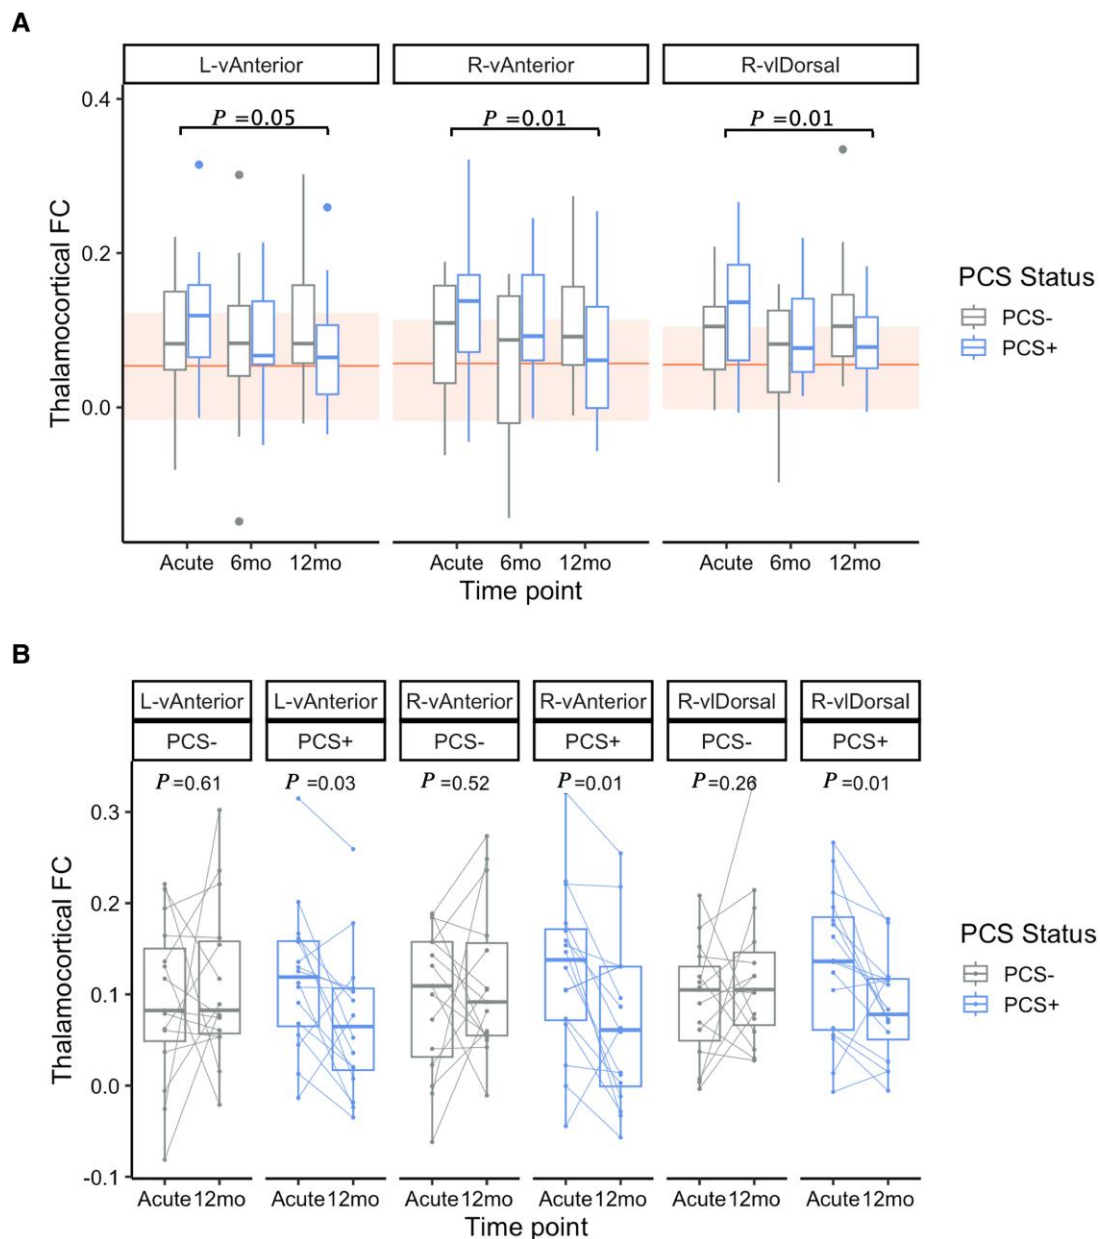 A
L-vAnterior R-vAnterior R-vlDorsal
0.4
P =0.05 P =0.01 P =0.01
0.2
0.0
Thalamocortical FC
Acute 6mo 12mo Acute 6mo 12mo Acute 6mo 12mo
Time point
PCS Status
PCS-
PCS+
B
L-vAnterior L-vAnterior R-vAnterior R-vAnterior R-vlDorsal R-vlDorsal
PCS- PCS+ PCS- PCS+ PCS- PCS+
P =0.61 P =0.03 P =0.52 P =0.01 P =0.26 P =0.01
0.3
0.2
0.1
0.0
-0.1
Thalamocortical FC
Acute 12mo Acute 12mo Acute 12mo Acute 12mo Acute 12mo Acute 12mo
Time point
PCS Status
PCS-
PCS+